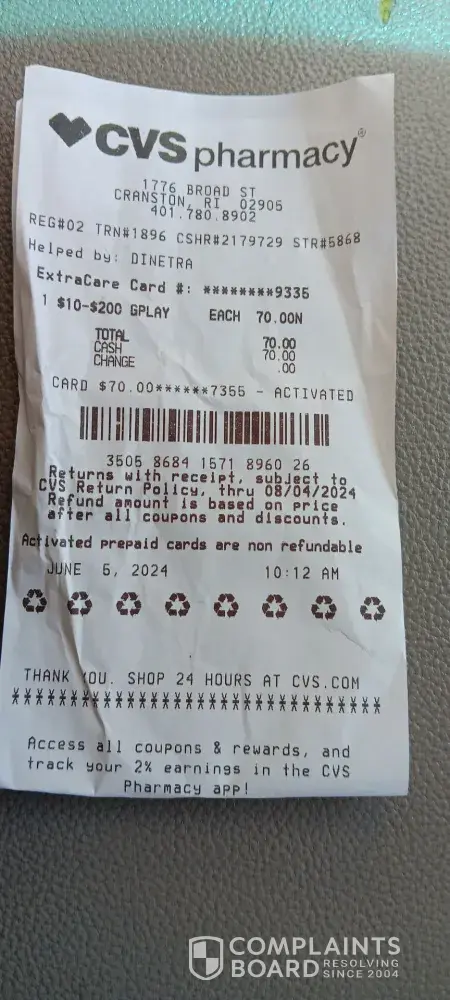 CVS pharmacy®
1776 BROAD ST
CRANSTON, RI 02905
401.780.8902
REG#02 TRN#1896 CSHR#2179729 STR#5868
Helped by: DINETRA
ExtraCare Card #: ********9335
1 $10-$200 GPLAY EACH 70.00N
TOTAL 70.00
CASH 70.00
CHANGE .00
CARD $70.00******7355 - ACTIVATED
3505 8684 1571 8960 26
Returns with receipt, subject to
CVS Return Policy, thru 08/04/2024
Refund amount is based on price
after all coupons and discounts.
Activated prepaid cards are non refundable
JUNE 5, 2024 10:12 AM
THANK YOU. SHOP 24 HOURS AT CVS.COM
Access all coupons & rewards, and
track your 2% earnings in the CVS
Pharmacy app!
COMPLAINTS
BOARD RESOLVING
SINCE 2004